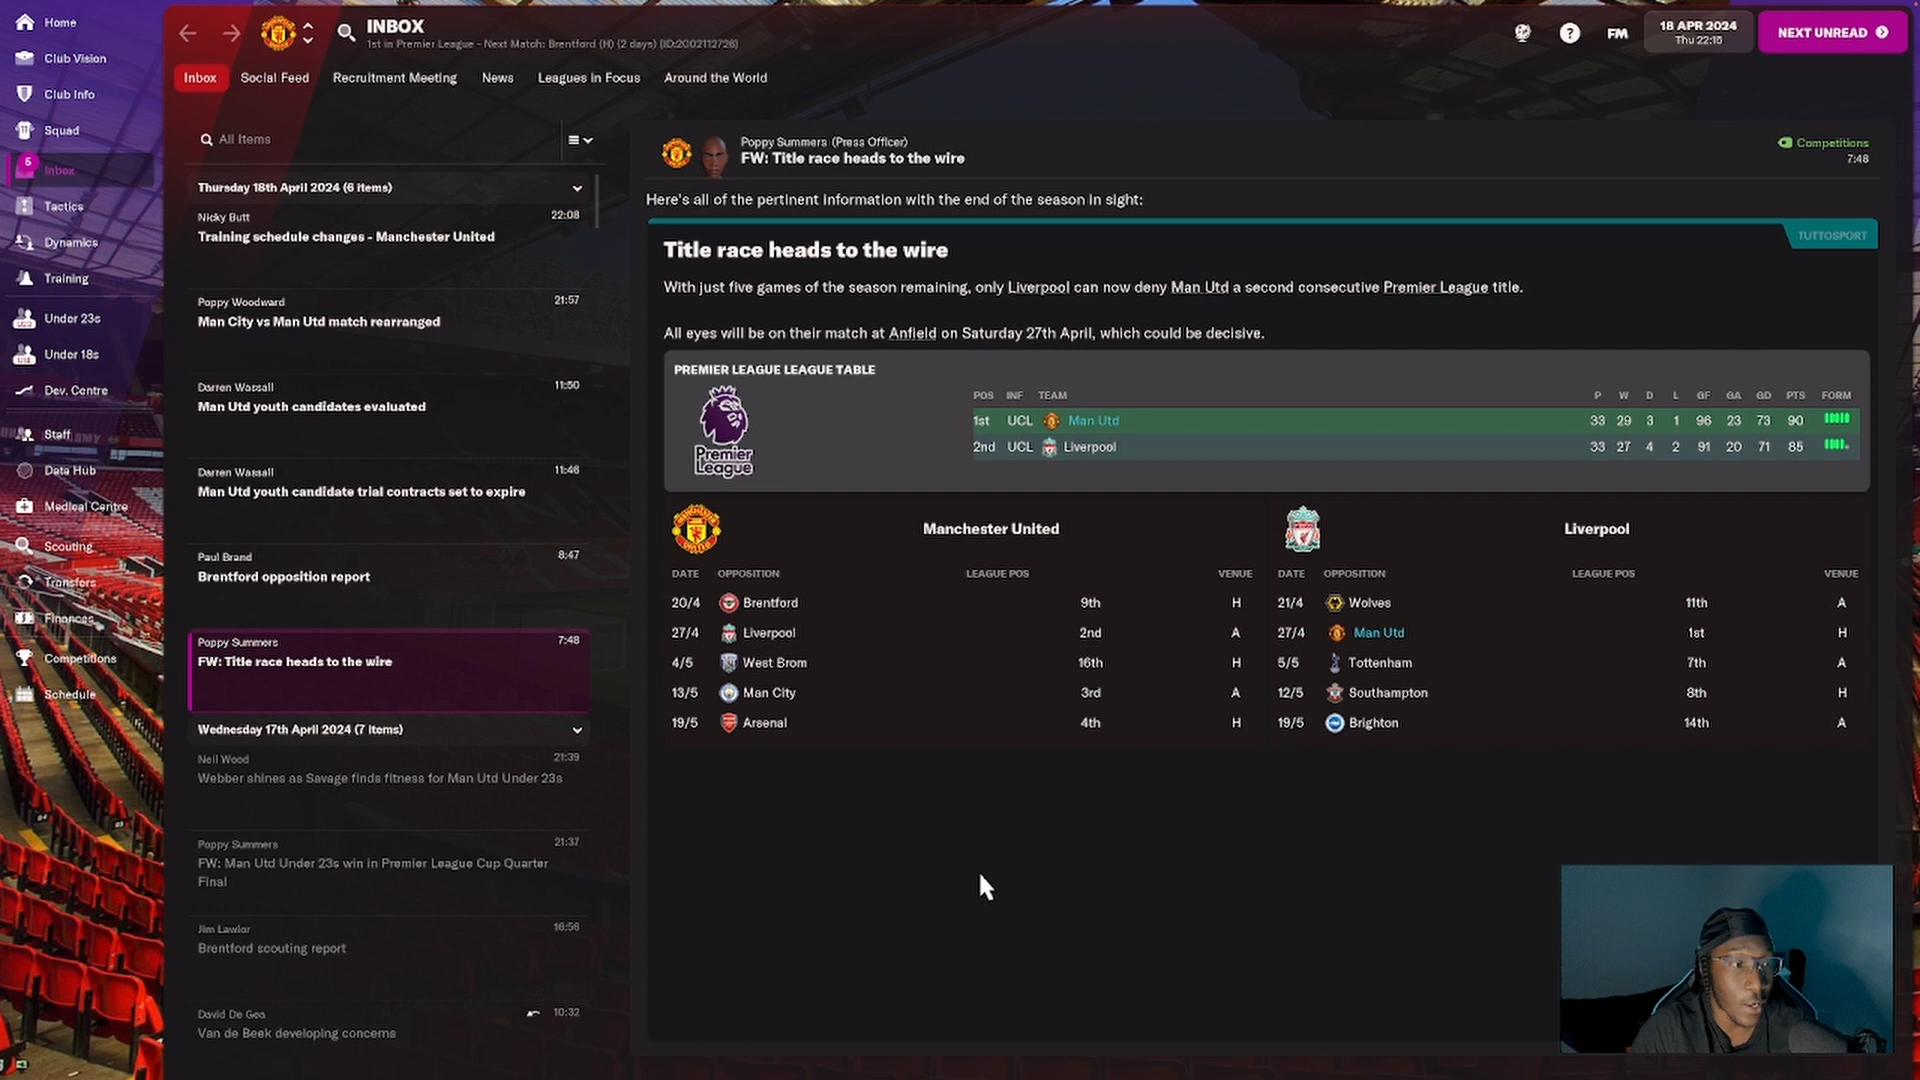 Home
Club Vision
Club Info
Squad
5
Inbox
Tactics
Dynamics
Training
Under 23s
Under 18s
Dev. Centre
Staff
Data Hub
Medical Centre
Scouting
Transfers
Finances
Competitions
Schedule
INBOX
1st in Premier League - Next Match: Brentford (H) (2 days) (ID:2002112726)
FM
18 APR 2024
Thu 22:15
NEXT UNREAD
Inbox Social Feed Recruitment Meeting News Leagues in Focus Around the World
All Items
Thursday 18th April 2024 (6 items)
Nicky Butt 22:08
Training schedule changes - Manchester United
Poppy Woodward 21:57
Man City vs Man Utd match rearranged
Darren Wassall 11:50
Man Utd youth candidates evaluated
Darren Wassall 11:46
Man Utd youth candidate trial contracts set to expire
Paul Brand 8:47
Brentford opposition report
Poppy Summers 7:48
FW: Title race heads to the wire
Wednesday 17th April 2024 (7 items)
Neil Wood 21:39
Webber shines as Savage finds fitness for Man Utd Under 23s
Poppy Summers 21:37
FW: Man Utd Under 23s win in Premier League Cup Quarter
Final
Jim Lawlor 16:56
Brentford scouting report
David De Gea 10:32
Van de Beek developing concerns
Poppy Summers (Press Officer)
FW: Title race heads to the wire
Competitions
7:48
Here's all of the pertinent information with the end of the season in sight:
TUTTOSPORT
Title race heads to the wire
With just five games of the season remaining, only Liverpool can now deny Man Utd a second consecutive Premier League title.
All eyes will be on their match at Anfield on Saturday 27th April, which could be decisive.
PREMIER LEAGUE LEAGUE TABLE
Premier
League
POS INF TEAM P W D L GF GA GD PTS FORM
1st UCL Man Utd 33 29 3 1 96 23 73 90
2nd UCL Liverpool 33 27 4 2 91 20 71 85
Manchester United
DATE OPPOSITION LEAGUE POS VENUE
20/4 Brentford 9th H
27/4 Liverpool 2nd A
4/5 West Brom 16th H
13/5 Man City 3rd A
19/5 Arsenal 4th H
Liverpool
DATE OPPOSITION LEAGUE POS VENUE
21/4 Wolves 11th A
27/4 Man Utd 1st H
5/5 Tottenham 7th A
12/5 Southampton 8th H
19/5 Brighton 14th A